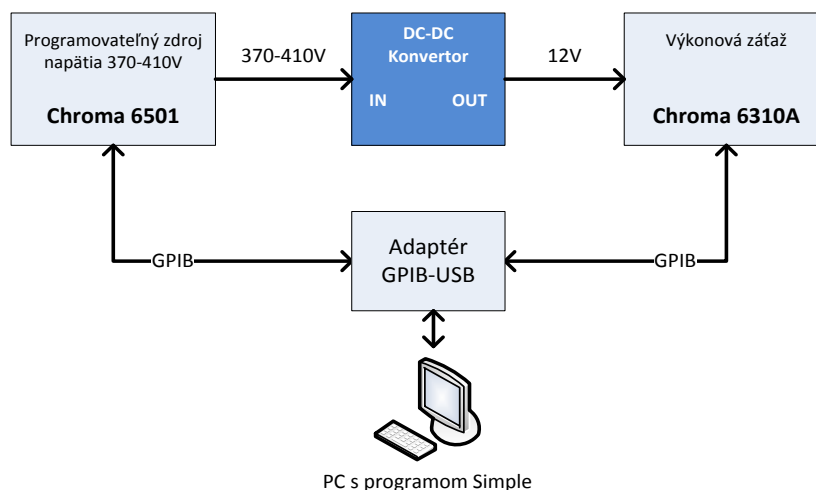 Programovateľný zdroj
napätia 370-410V
Chroma 6501
370-410V
DC-DC
Konvertor
IN OUT
12V
Výkonová záťaž
Chroma 6310A
GPIB
Adaptér
GPIB-USB
GPIB
PC s programom Simple